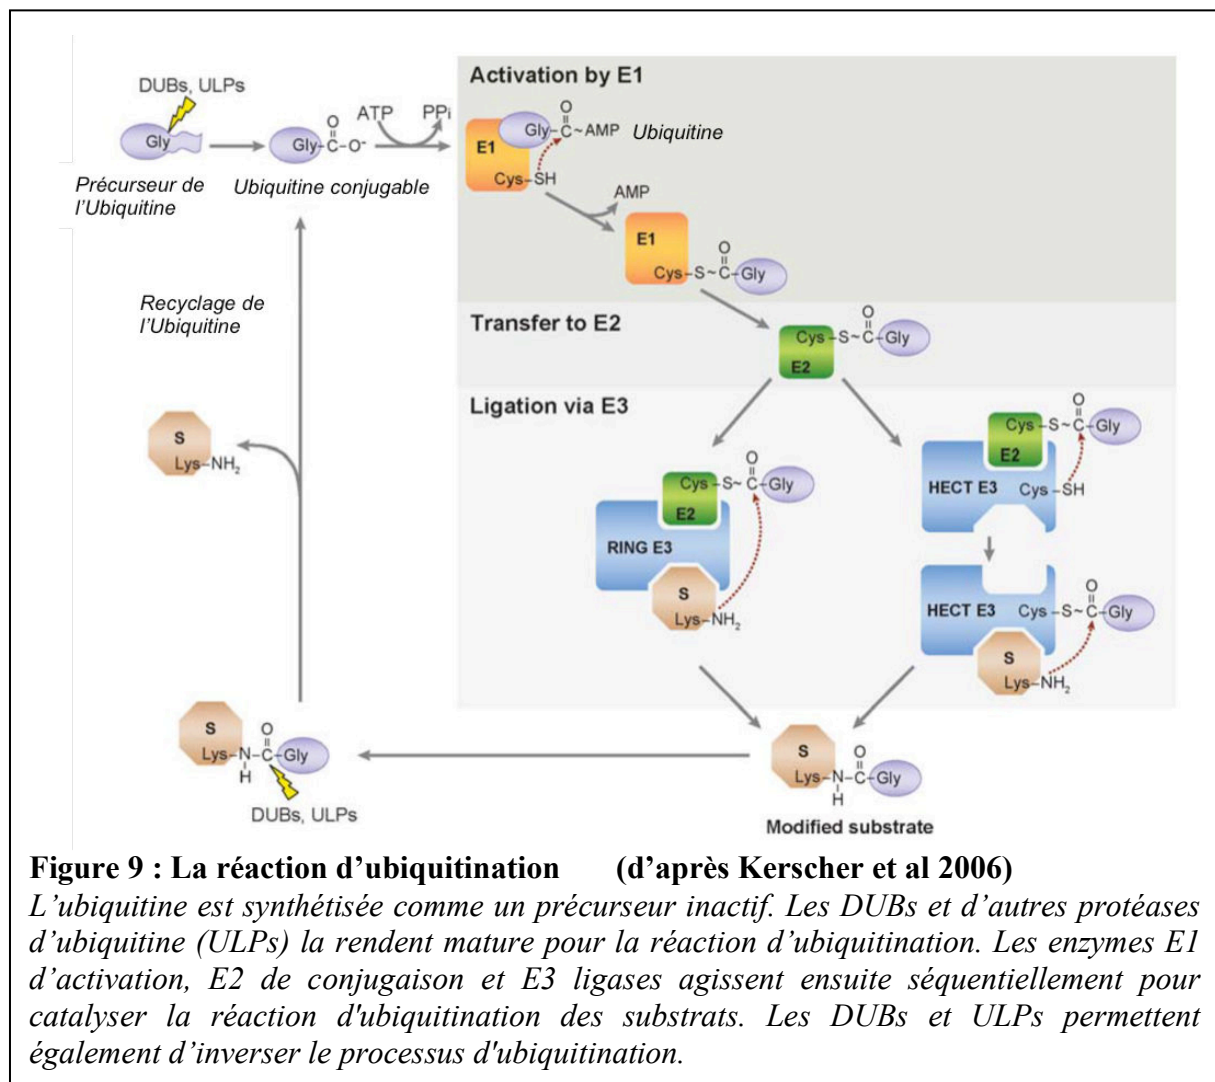 DUBs, ULPs
Gly
Précurseur de
l'Ubiquitine
O
Gly-C-O-
Ubiquitine conjugable
ATP
PPi
Activation by E1
O
Gly-C~AMP
Ubiquitine
E1
Cys-SH
AMP
E1
O
Cys-S~C-Gly
Transfer to E2
O
Cys-S~C-Gly
E2
Ligation via E3
O
Cys-S~C-Gly
E2
RING E3
S
Lys-NH2
O
Cys-S~C-Gly
E2
HECT E3
Cys-SH
O
HECT E3
Cys-S~C-Gly
S
Lys-NH2
S
O
Lys-N-C-Gly
H
Modified substrate
S
O
Lys-N-C-Gly
H
DUBs, ULPs
S
Lys-NH2
Recyclage de
l'Ubiquitine
Figure 9 : La réaction d'ubiquitination (d'après Kerscher et al 2006)
L'ubiquitine est synthétisée comme un précurseur inactif. Les DUBs et d'autres protéases
d'ubiquitine (ULPs) la rendent mature pour la réaction d'ubiquitination. Les enzymes E1
d'activation, E2 de conjugaison et E3 ligases agissent ensuite séquentiellement pour
catalyser la réaction d'ubiquitination des substrats. Les DUBs et ULPs permettent
également d'inverser le processus d'ubiquitination.